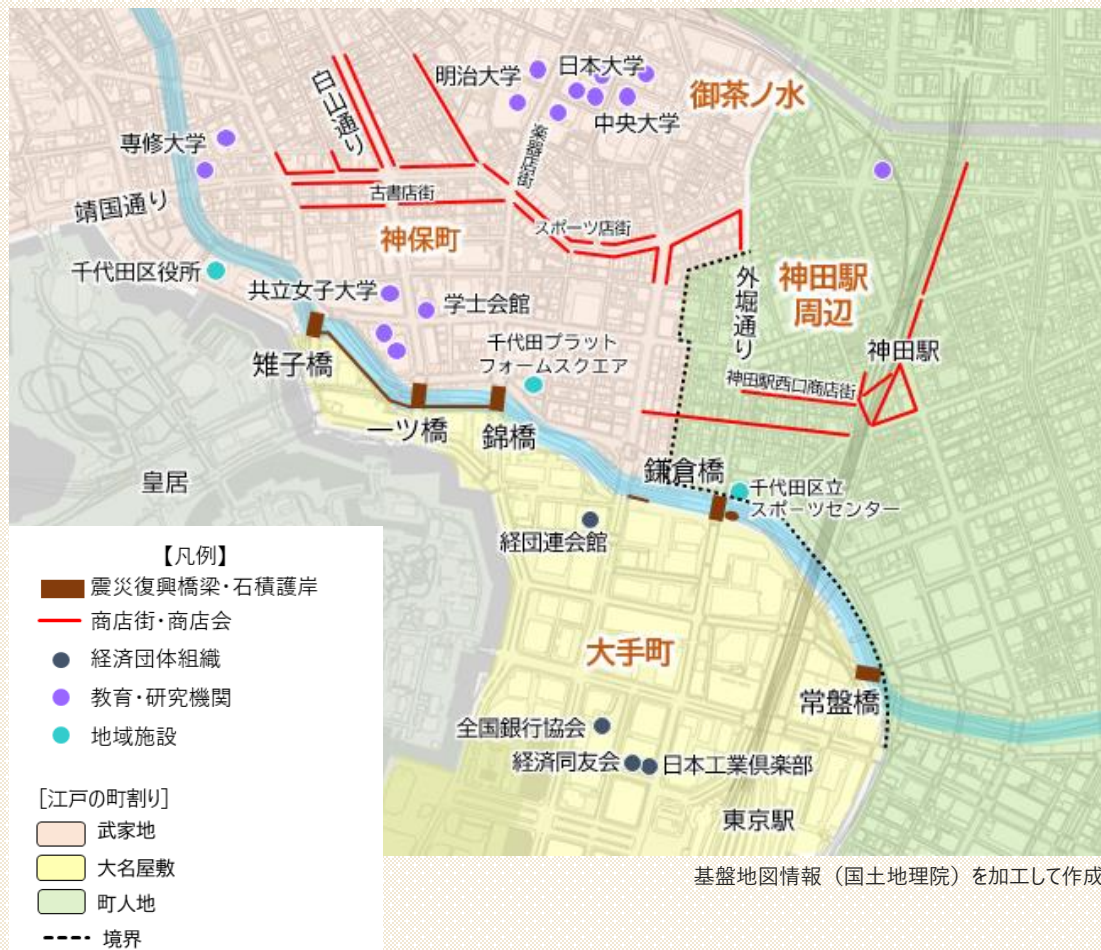 白山通り
明治大学
日本大学
御茶ノ水
中央大学
楽器店街
専修大学
靖国通り
古書店街
スポーツ店街
神保町
千代田区役所
共立女子大学
学士会館
外堀通り
神田駅
周辺
神田駅
千代田プラット
フォームスクエア
神田駅西口商店街
雉子橋
一ツ橋
錦橋
鎌倉橋
千代田区立
スポーツセンター
皇居
経団連会館
大手町
常盤橋
全国銀行協会
経済同友会
日本工業倶楽部
東京駅
【凡例】
震災復興橋梁・石積護岸
商店街・商店会
経済団体組織
教育・研究機関
地域施設
[江戸の町割り]
武家地
大名屋敷
町人地
境界
基盤地図情報（国土地理院）を加工して作成